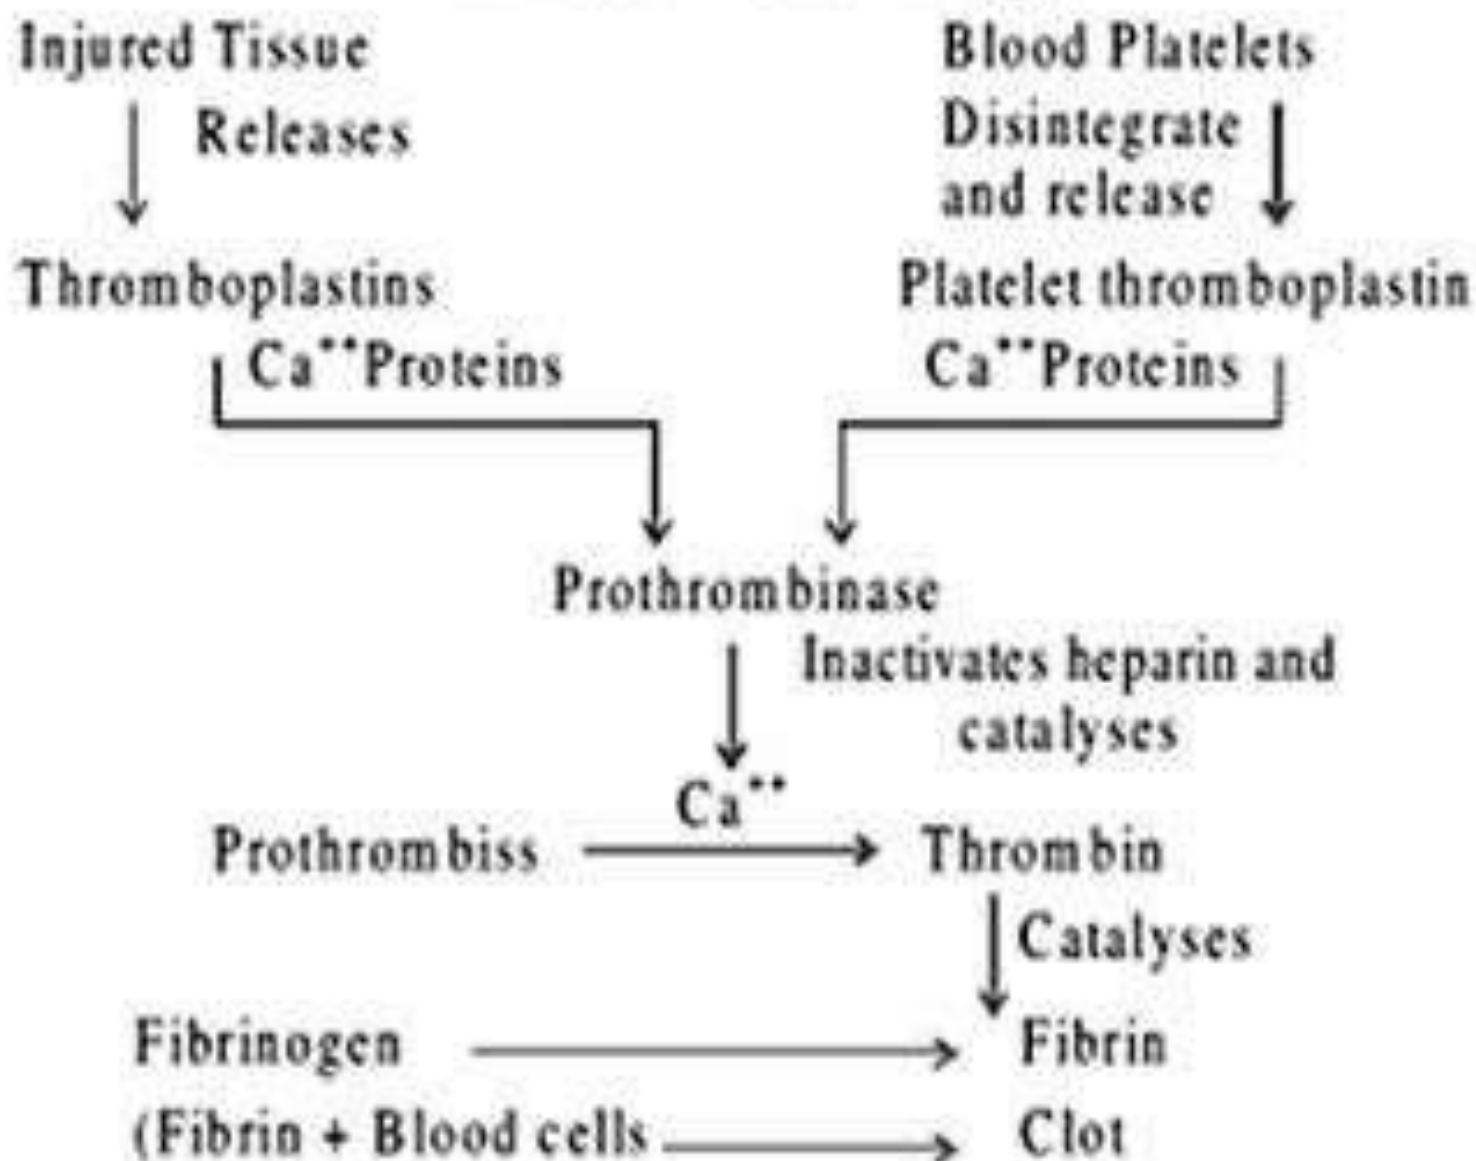 Injured Tissue
Blood Platelets
Releases
Disintegrate
and release
Thromboplastins
Platelet thromboplastin
Ca++Proteins
Ca++Proteins
Prothrombinase
Inactivates heparin and
catalyses
Ca++
Prothrombiss
Thrombin
Catalyses
Fibrinogen
Fibrin
(Fibrin + Blood cells
Clot